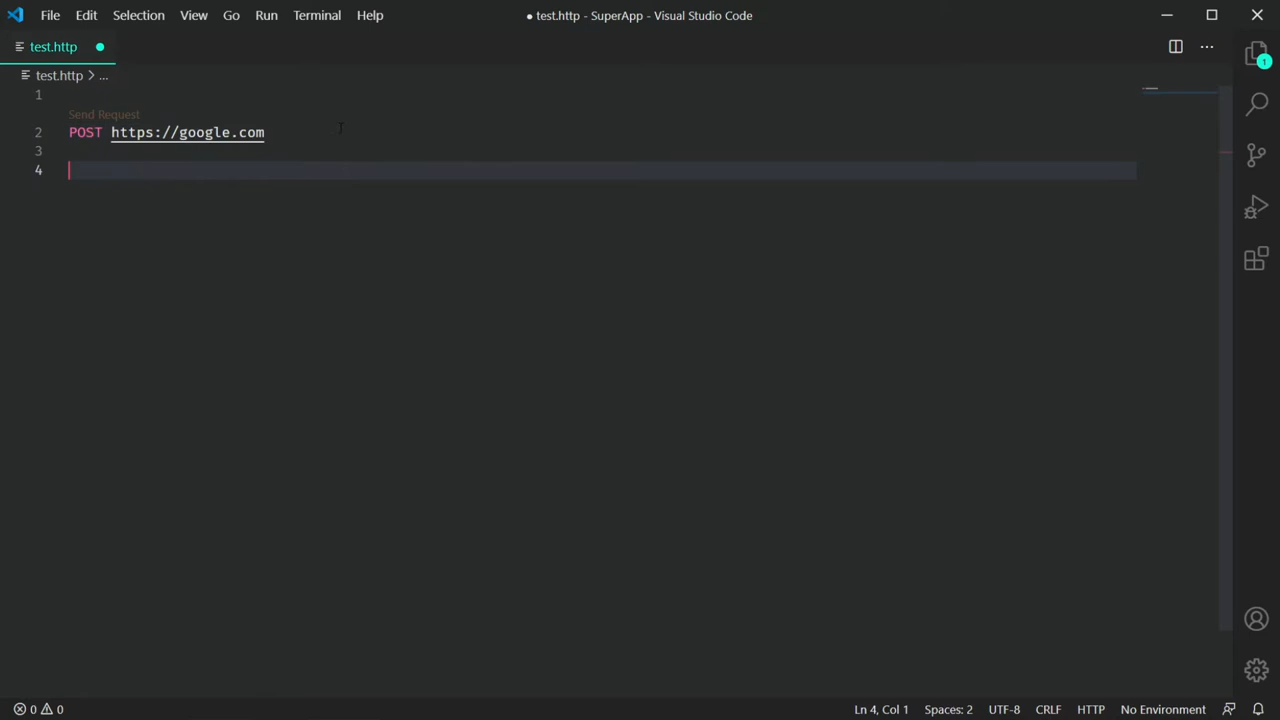 File Edit Selection View Go Run Terminal Help
● test.http - SuperApp - Visual Studio Code
test.http
test.http > ...
1
Send Request
2 POST https://google.com
3
4
1
0 0
Ln 4, Col 1 Spaces: 2 UTF-8 CRLF HTTP No Environment